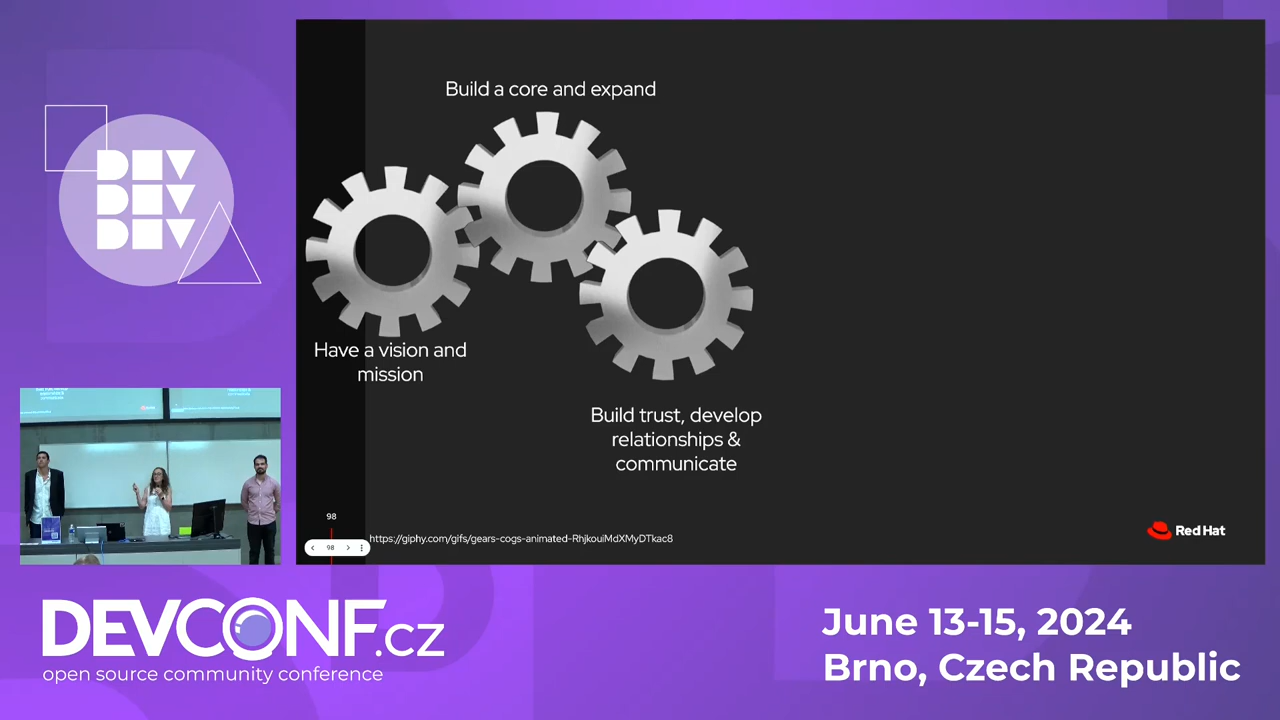 DEV
DEV
DEV
Build a core and expand
Have a vision and
mission
Build trust, develop
relationships &
communicate
98
98
https://giphy.com/gifs/gears-cogs-animated-RhjkouiMdXMyDTkac8
Red Hat
DEVCONF.cz
open source community conference
June 13-15, 2024
Brno, Czech Republic